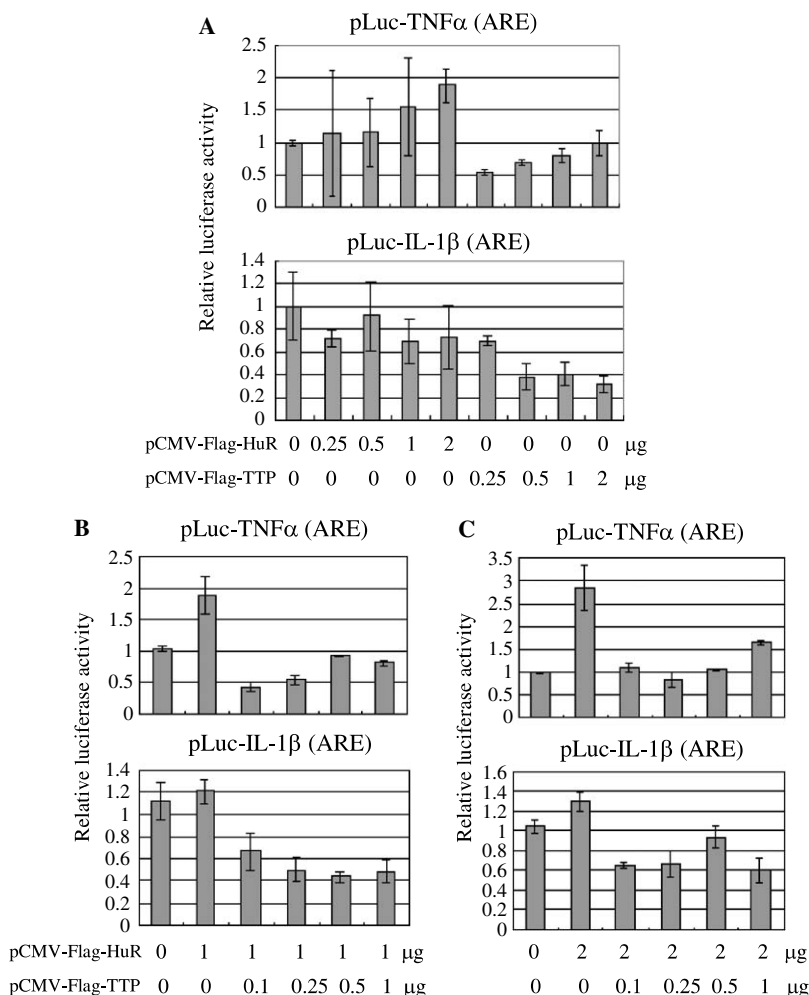 A
pLuc-TNFα (ARE)
Relative luciferase activity
2.5
2
1.5
1
0.5
0
pLuc-IL-1β (ARE)
1.4
1.2
1
0.8
0.6
0.4
0.2
0
pCMV-Flag-HuR 0 0.25 0.5 1 2 0 0 0 0 μg
pCMV-Flag-TTP 0 0 0 0 0 0.25 0.5 1 2 μg
B
pLuc-TNFα (ARE)
Relative luciferase activity
2.5
2
1.5
1
0.5
0
pLuc-IL-1β (ARE)
1.4
1.2
1
0.8
0.6
0.4
0.2
0
C
pLuc-TNFα (ARE)
Relative luciferase activity
3.5
3
2.5
2
1.5
1
0.5
0
pLuc-IL-1β (ARE)
1.6
1.4
1.2
1
0.8
0.6
0.4
0.2
0
pCMV-Flag-HuR 0 1 1 1 1 1 μg 0 2 2 2 2 2 μg
pCMV-Flag-TTP 0 0 0.1 0.25 0.5 1 μg 0 0 0.1 0.25 0.5 1 μg